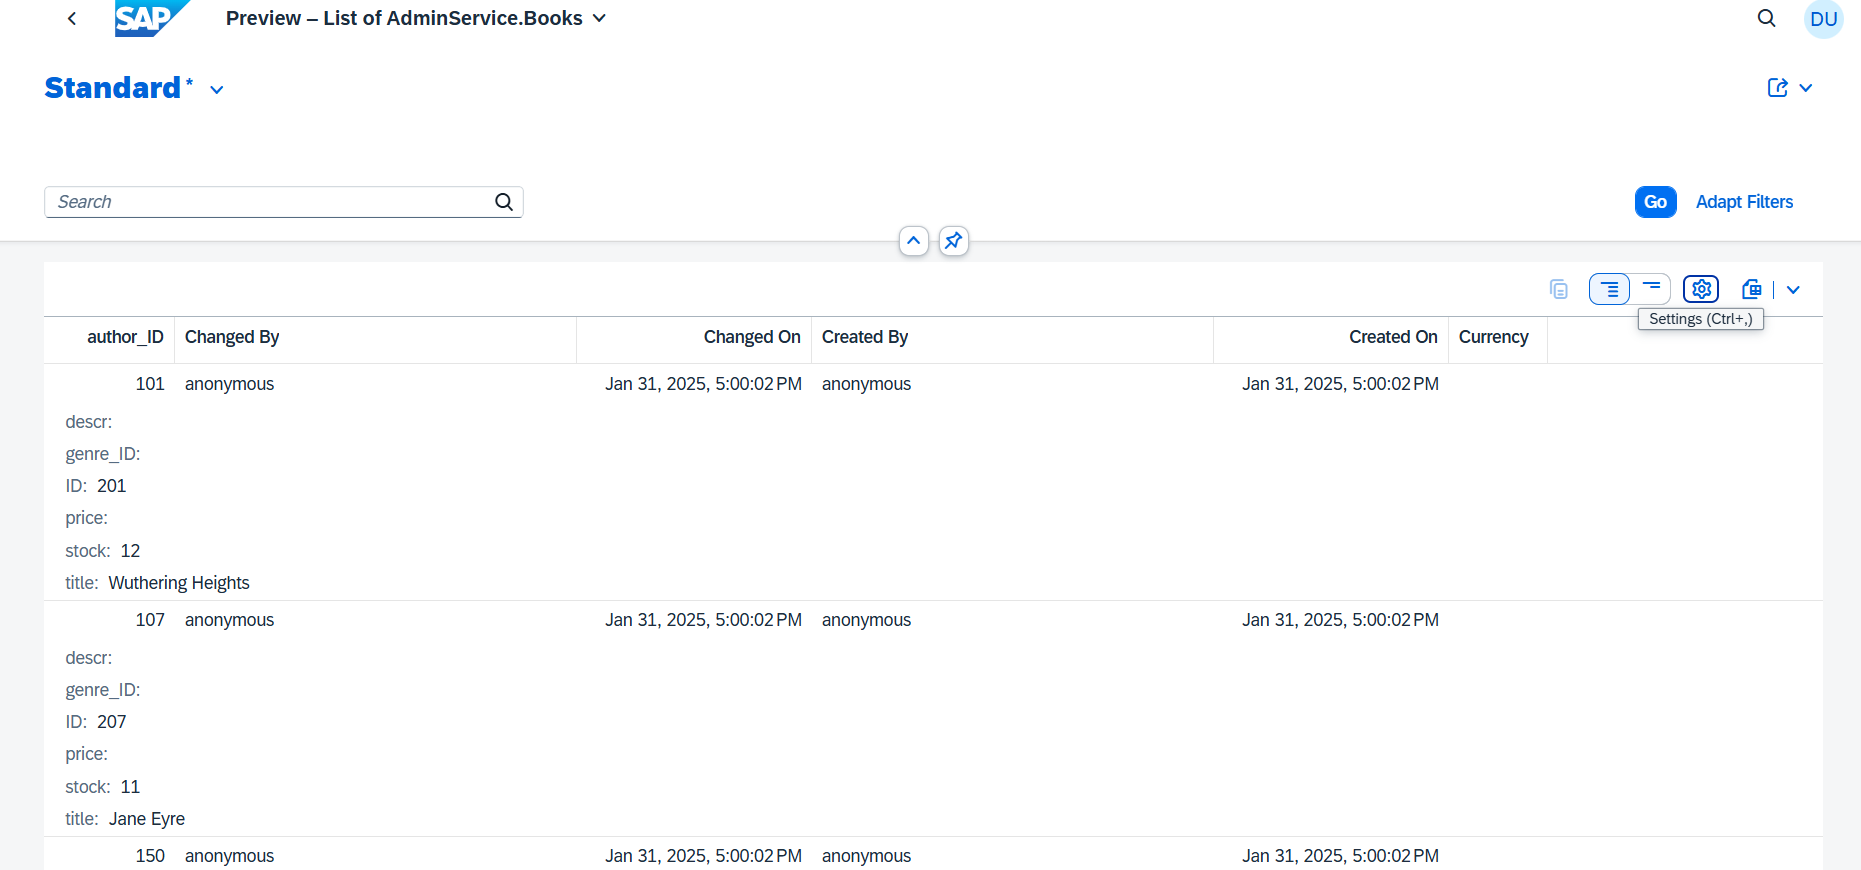 SAP Preview – List of AdminService.Books DU
Standard *
Search Go Adapt Filters
Settings (Ctrl+,)
author_ID Changed By Changed On Created By Created On Currency
101 anonymous Jan 31, 2025, 5:00:02 PM anonymous Jan 31, 2025, 5:00:02 PM
descr:
genre_ID:
ID: 201
price:
stock: 12
title: Wuthering Heights
107 anonymous Jan 31, 2025, 5:00:02 PM anonymous Jan 31, 2025, 5:00:02 PM
descr:
genre_ID:
ID: 207
price:
stock: 11
title: Jane Eyre
150 anonymous Jan 31, 2025, 5:00:02 PM anonymous Jan 31, 2025, 5:00:02 PM